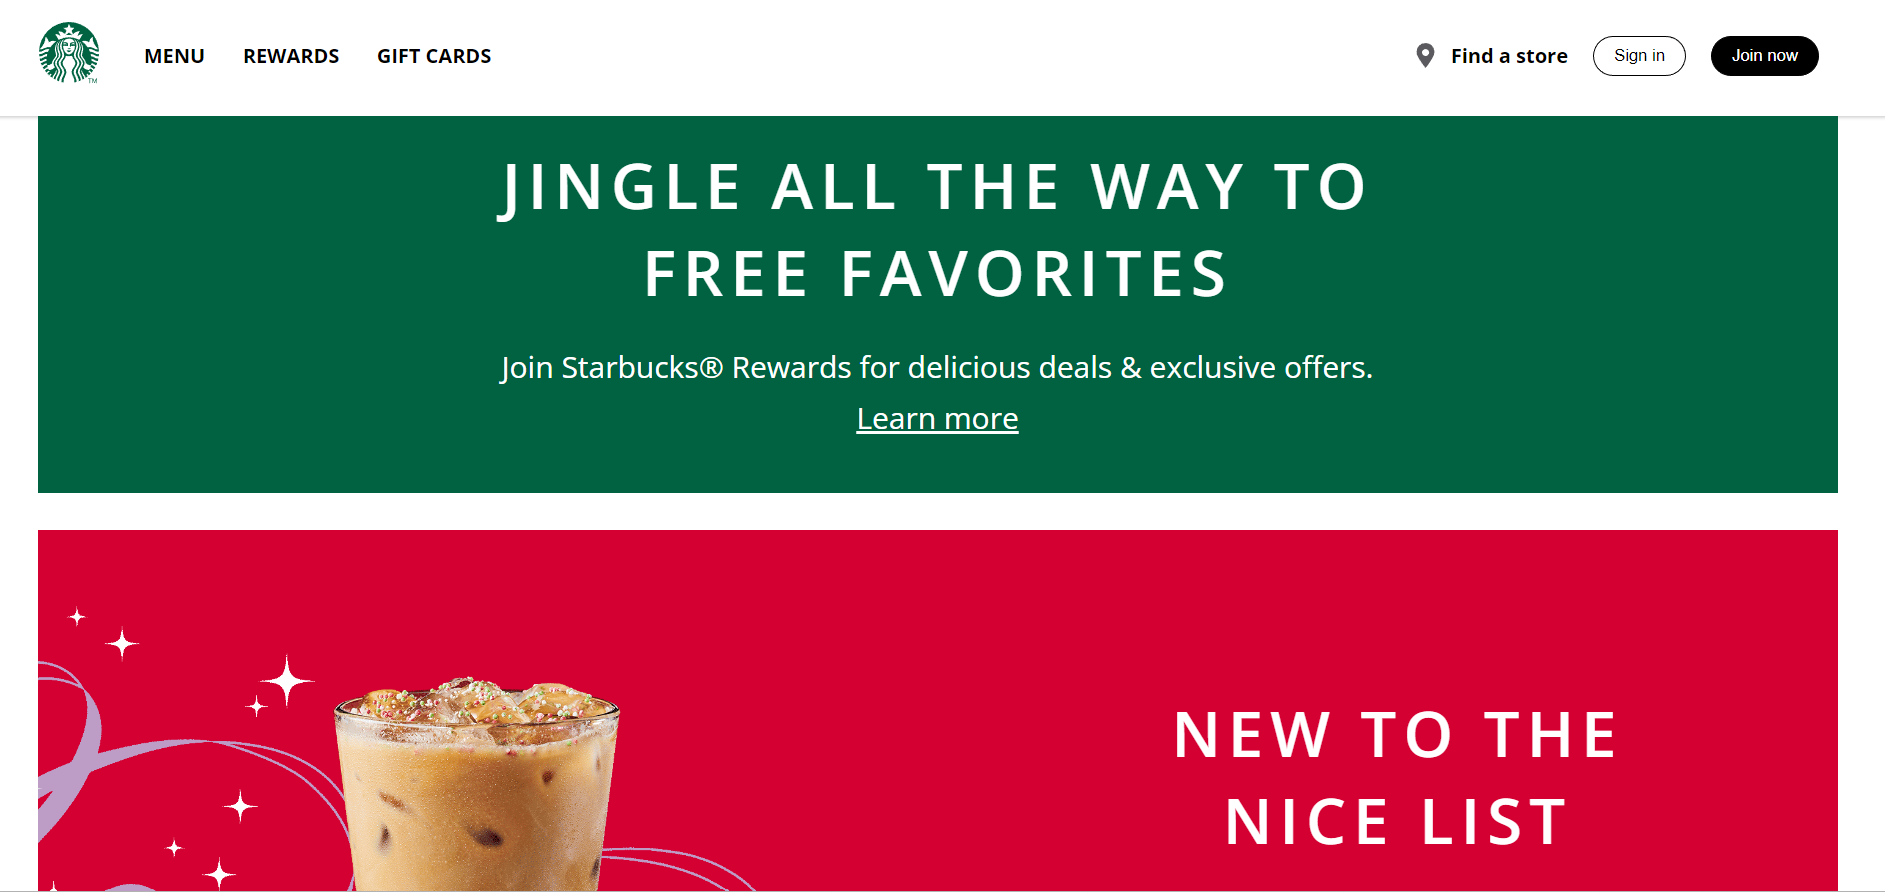 MENU REWARDS GIFT CARDS Find a store Sign in Join now
TM
JINGLE ALL THE WAY TO
FREE FAVORITES
Join Starbucks® Rewards for delicious deals & exclusive offers.
Learn more
NEW TO THE
NICE LIST